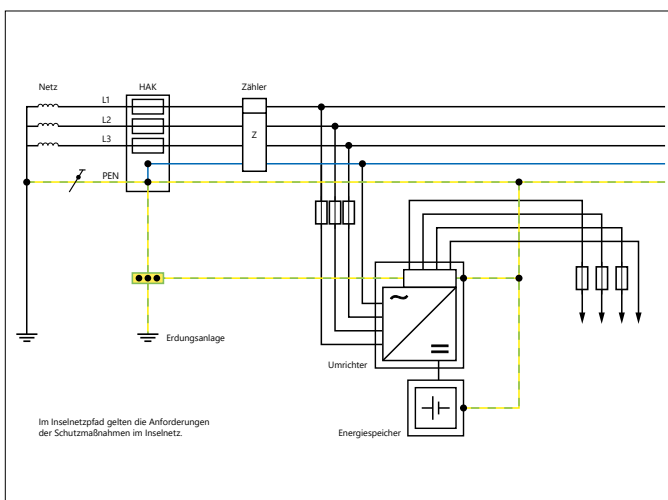 Netz
HAK
Zähler
L1
L2
Z
L3
PEN
Erdungsanlage
Umrichter
Energiespeicher
Im Inselnetzpfad gelten die Anforderungen
der Schutzmaßnahmen im Inselnetz.